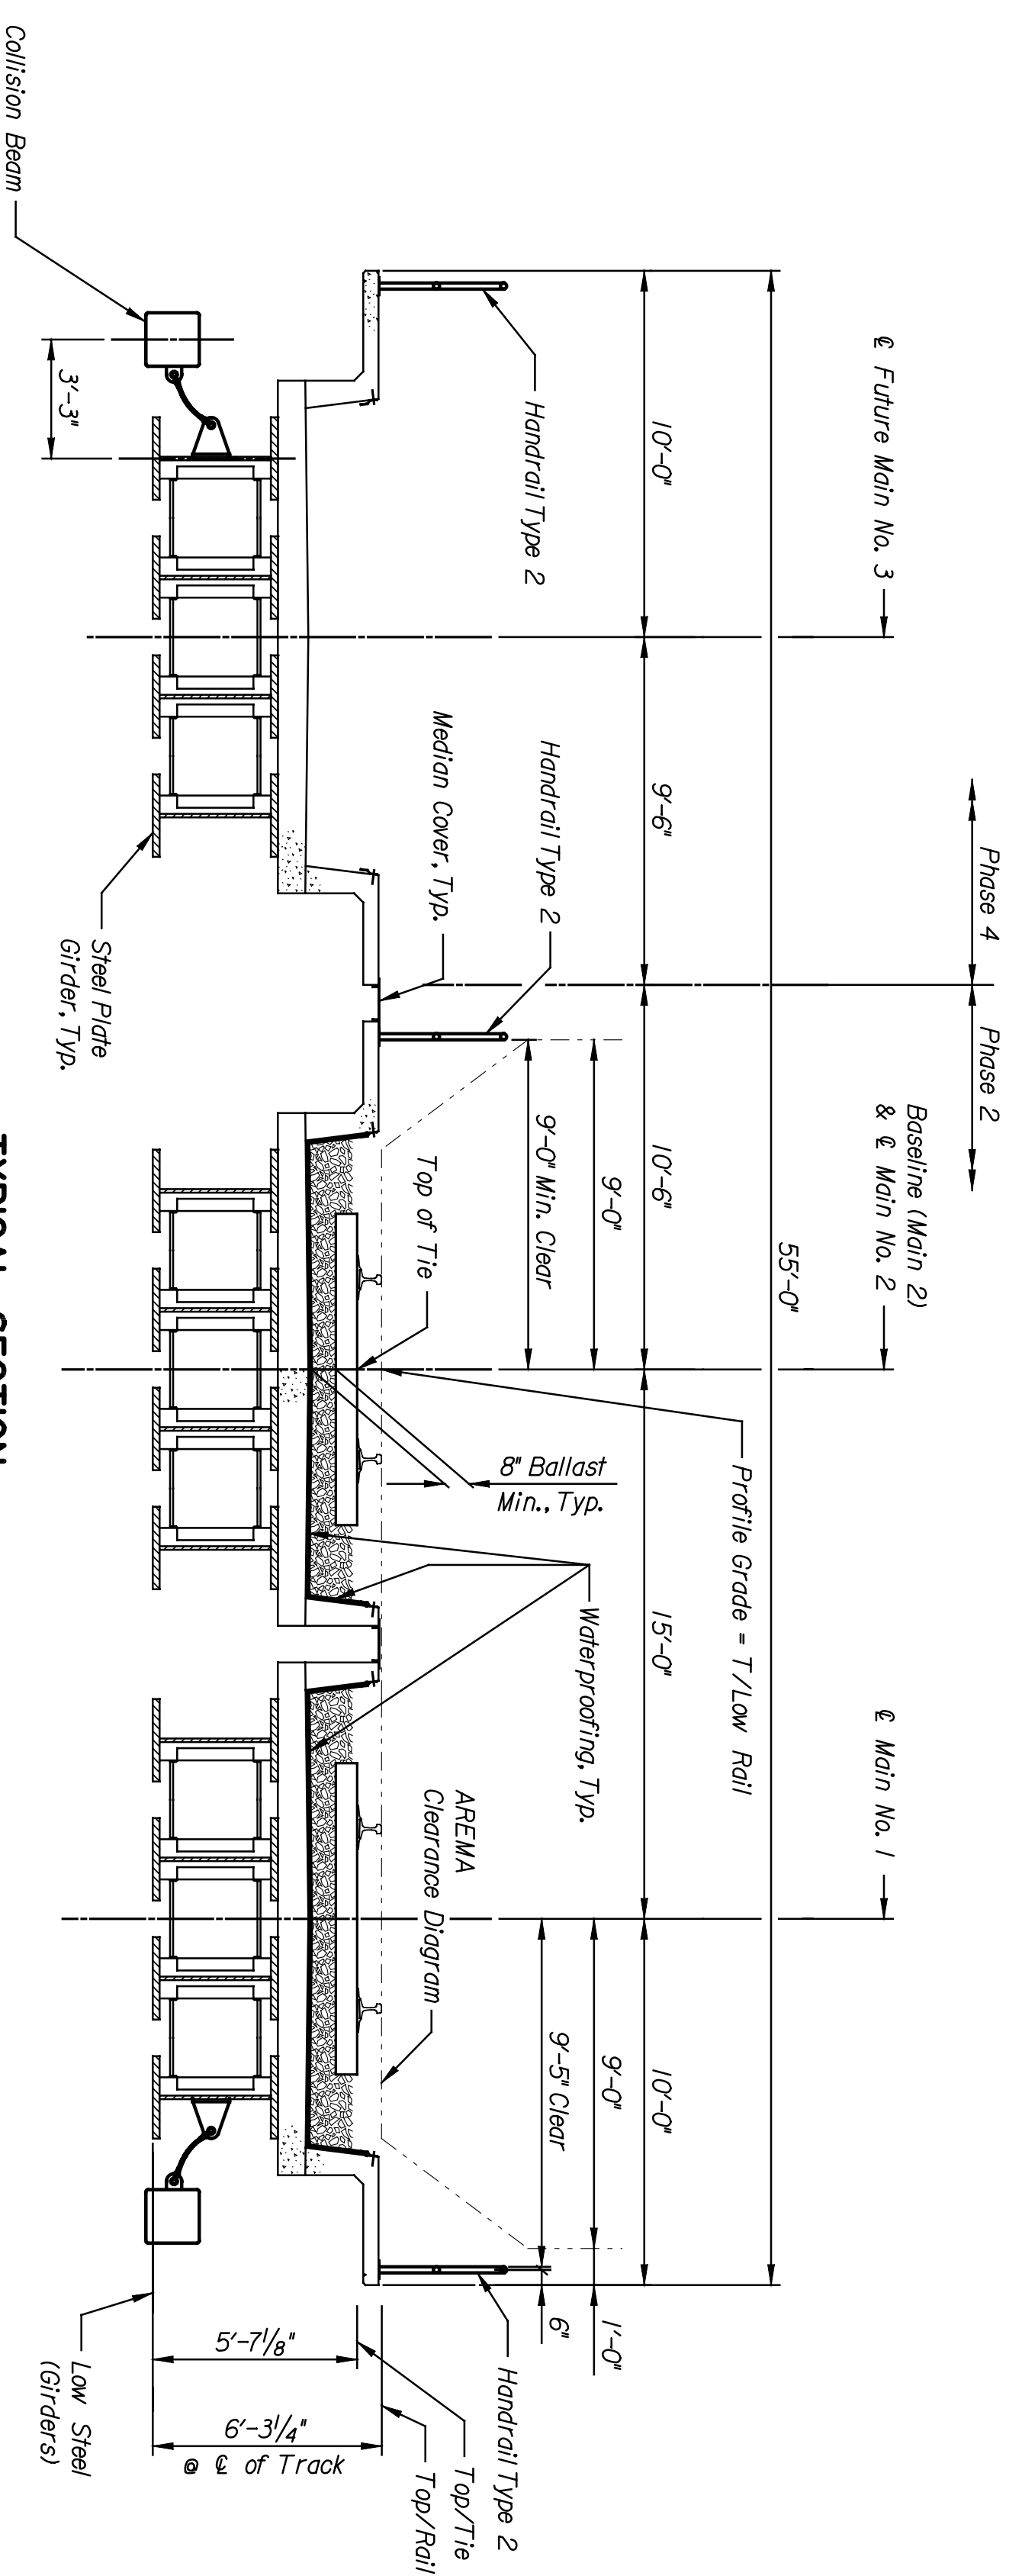 Phase 4
Phase 2
℄ Future Main No. 3
Baseline (Main 2)
& ℄ Main No. 2
℄ Main No. 1
55'-0"
10'-0"
9'-6"
10'-6"
15'-0"
10'-0"
Profile Grade = T/Low Rail
9'-0"
9'-0"
1'-0"
9'-0" Min. Clear
9'-5" Clear
6"
Handrail Type 2
Handrail Type 2
Handrail Type 2
Median Cover, Typ.
Top of Tie
8" Ballast
Min., Typ.
Waterproofing, Typ.
AREMA
Clearance Diagram
Top/Rail
Top/Tie
5'-7 1/8"
6'-3 1/4"
@ ℄ of Track
3'-3"
Collision Beam
Steel Plate
Girder, Typ.
Low Steel
(Girders)
TYPICAL SECTION